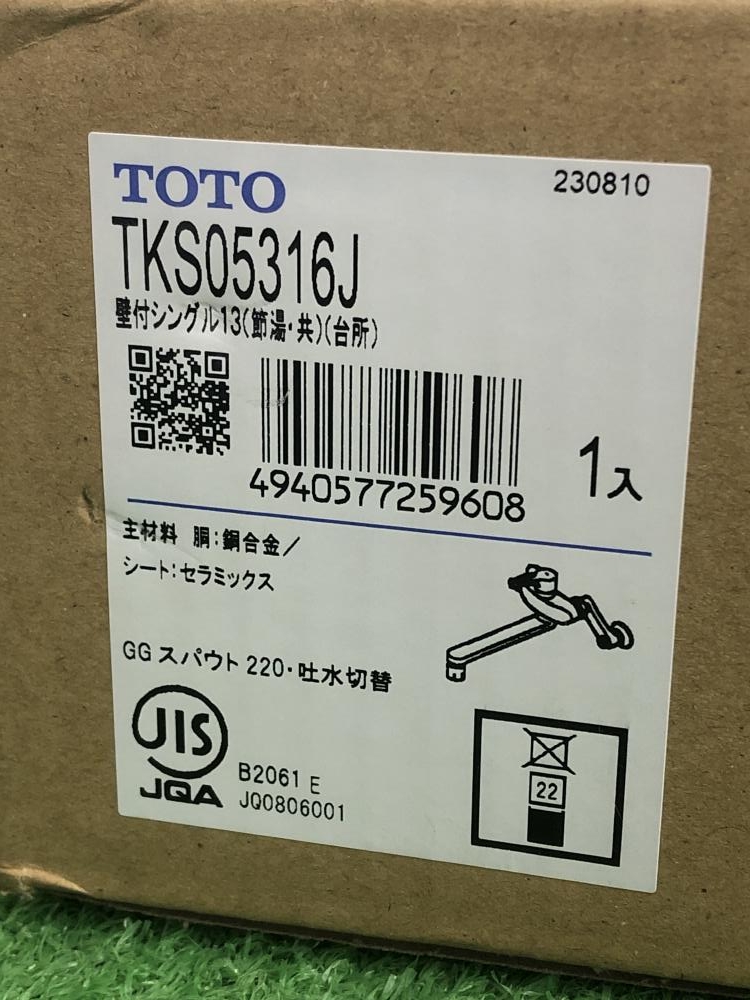 TOTO
230810
TKS05316J
壁付シングル13(節湯・共)(台所)
4940577259608
1入
主材料 胴:銅合金/
シート:セラミックス
GG スパウト 220・吐水切替
JIS
JQA
B2061 E
JQ0806001
22